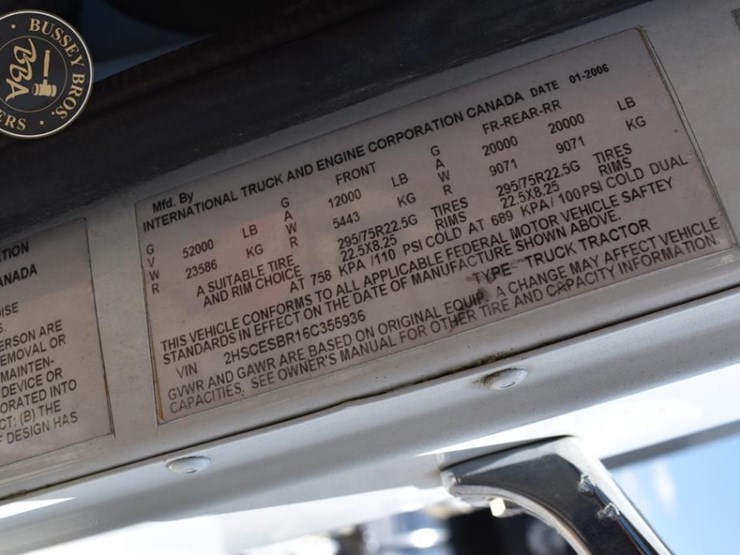 BUSSEY BROS.
BBA
ERS
Mfd. By
INTERNATIONAL TRUCK AND ENGINE CORPORATION CANADA DATE 01-2006
G FRONT G FR-REAR-RR
G 52000 LB A 12000 LB A 20000 20000 LB
V 23586 KG W 5443 KG W 9071 9071 KG
W R R
R A SUITABLE TIRE 295/75R22.5G TIRES 295/75R22.5G TIRES
AND RIM CHOICE 22.5X8.25 RIMS 22.5X8.25 RIMS
AT 758 KPA /110 PSI COLD AT 689 KPA/100PSI COLD DUAL
THIS VEHICLE CONFORMS TO ALL APPLICABLE FEDERAL MOTOR VEHICLE SAFTEY
STANDARDS IN EFFECT ON THE DATE OF MANUFACTURE SHOWN ABOVE.
VIN 2HSCESBR16C355936 TYPE TRUCK TRACTOR
GVWR AND GAWR ARE BASED ON ORIGINAL EQUIP. A CHANGE MAY AFFECT VEHICLE
CAPACITIES. SEE OWNER'S MANUAL FOR OTHER TIRE AND CAPACITY INFORMATION.
TION
ANADA
ISE
S.
ERSON ARE
EMOVAL OR
MAINTEN-
DEVICE OR
ORATED INTO
CT; (B) THE
F DESIGN HAS